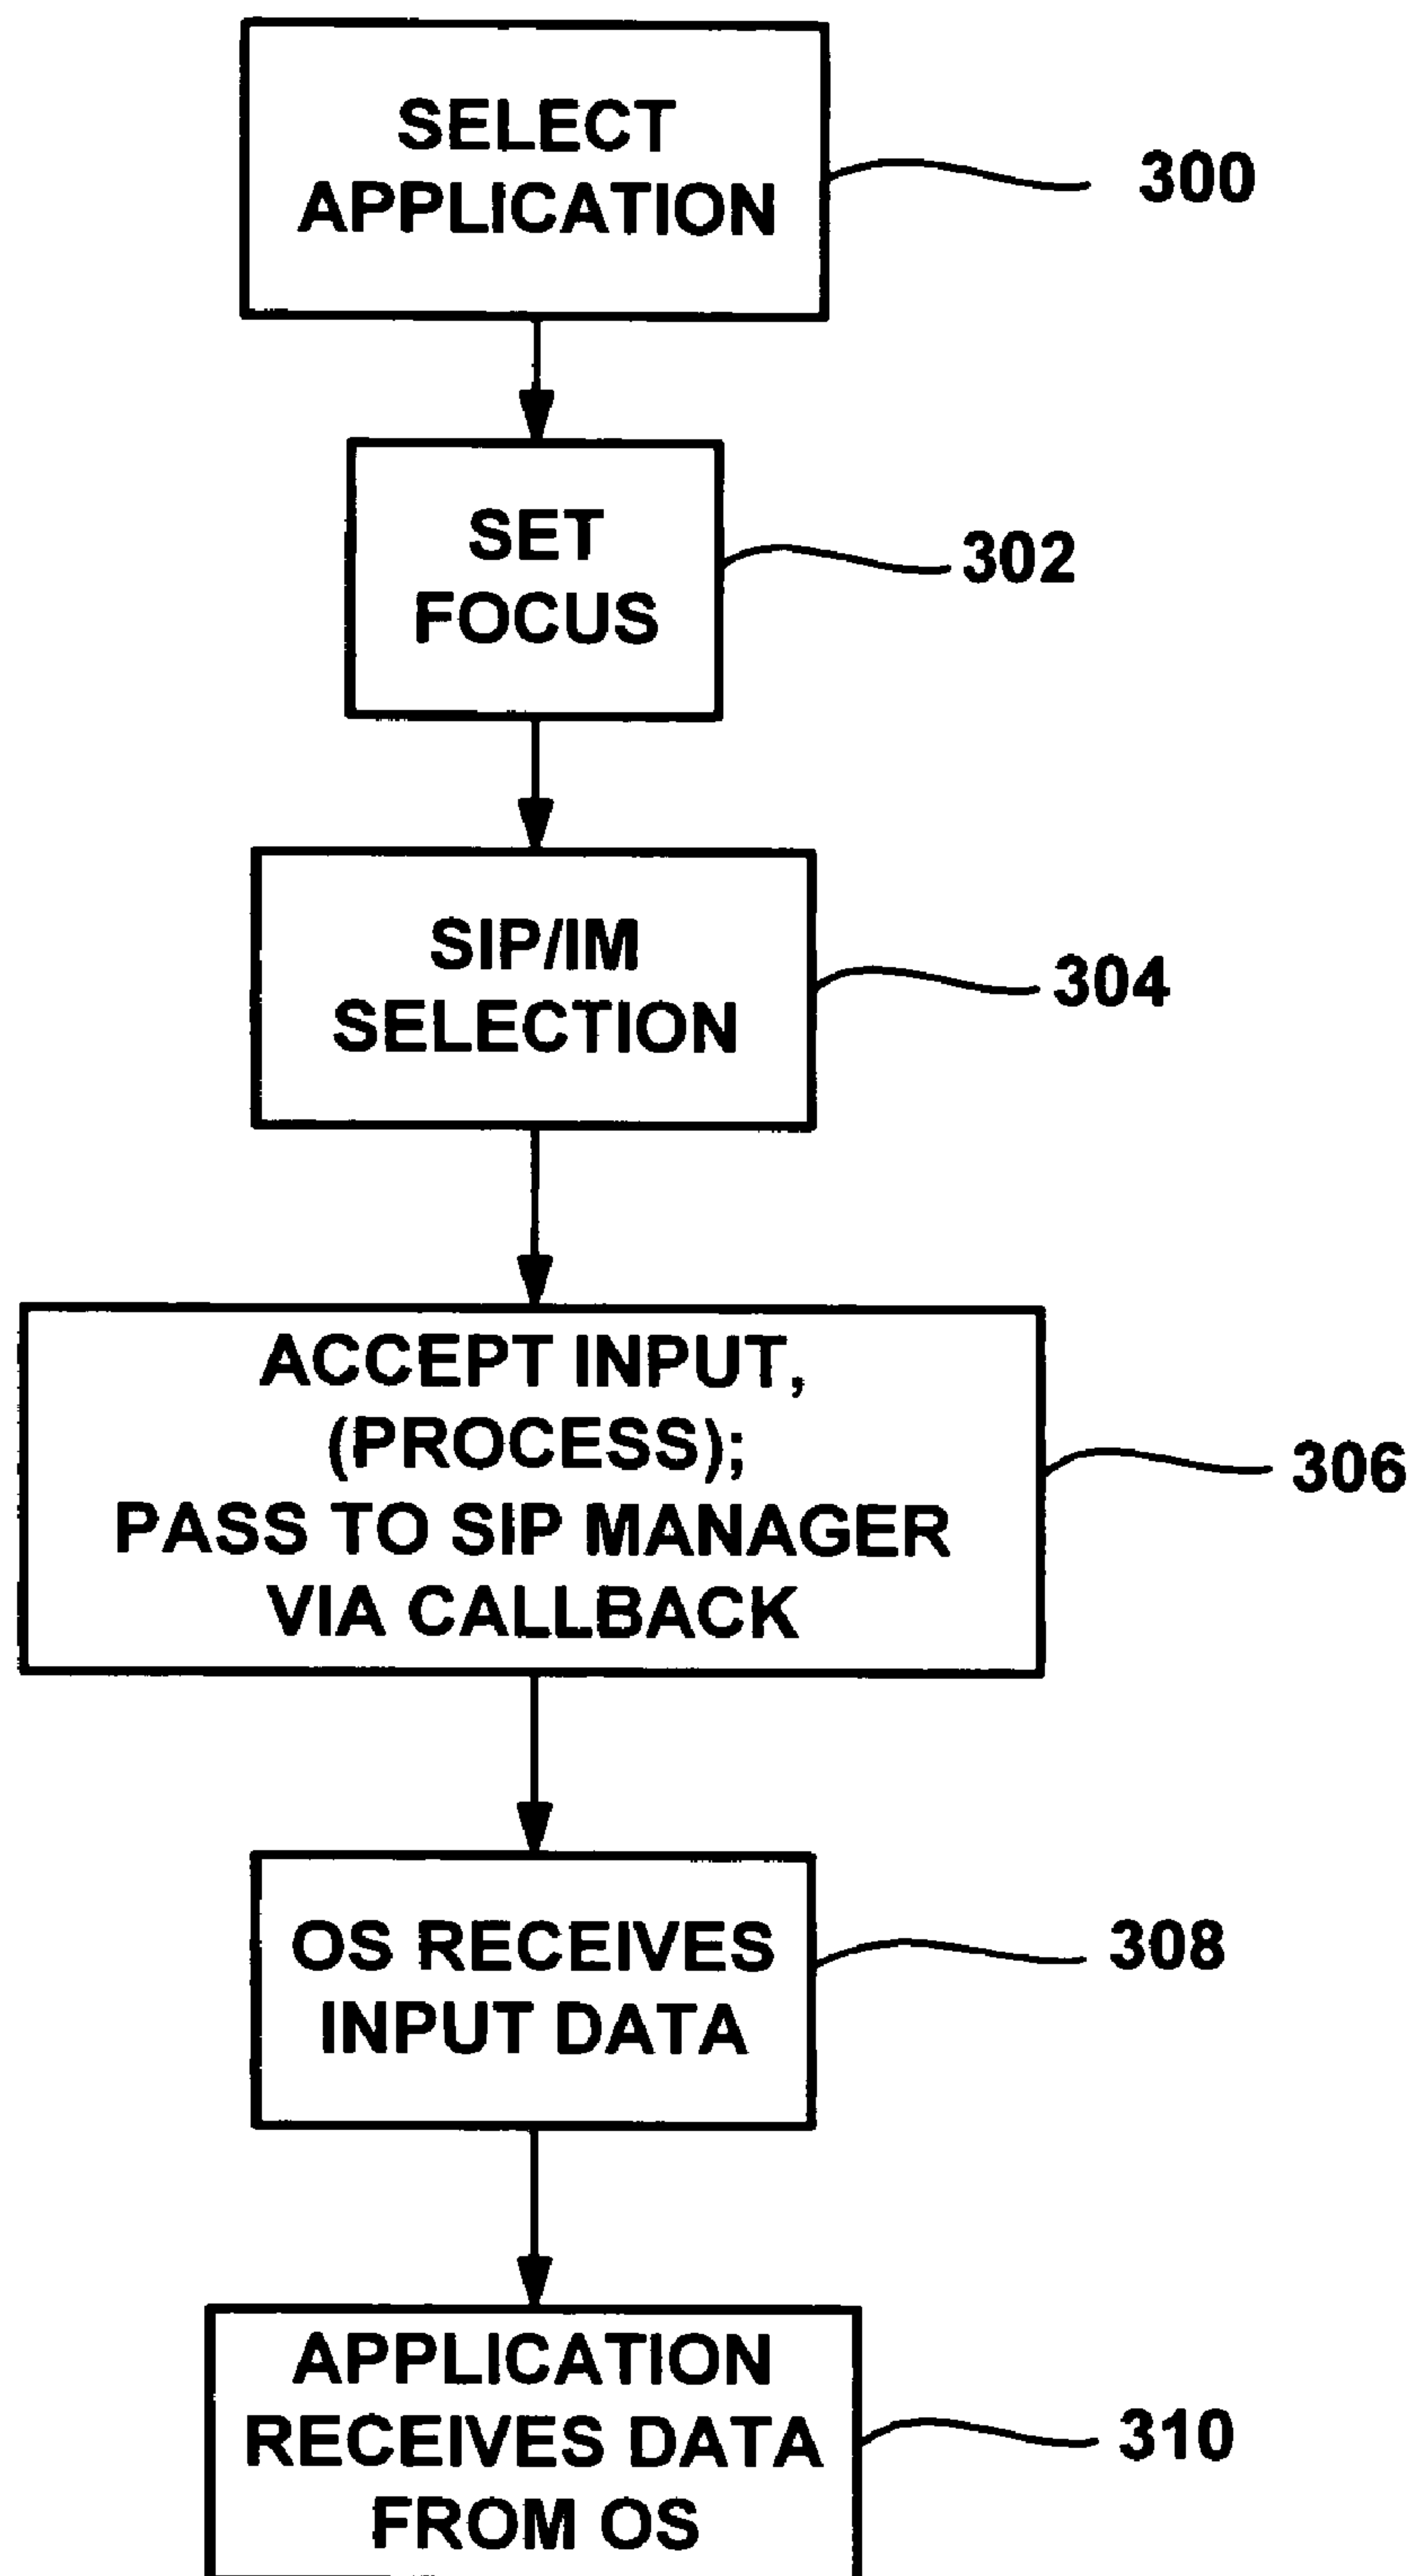 SELECT
APPLICATION
300
SET
FOCUS
302
SIP/IM
SELECTION
304
ACCEPT INPUT,
(PROCESS);
PASS TO SIP MANAGER
VIA CALLBACK
306
OS RECEIVES
INPUT DATA
308
APPLICATION
RECEIVES DATA
FROM OS
310